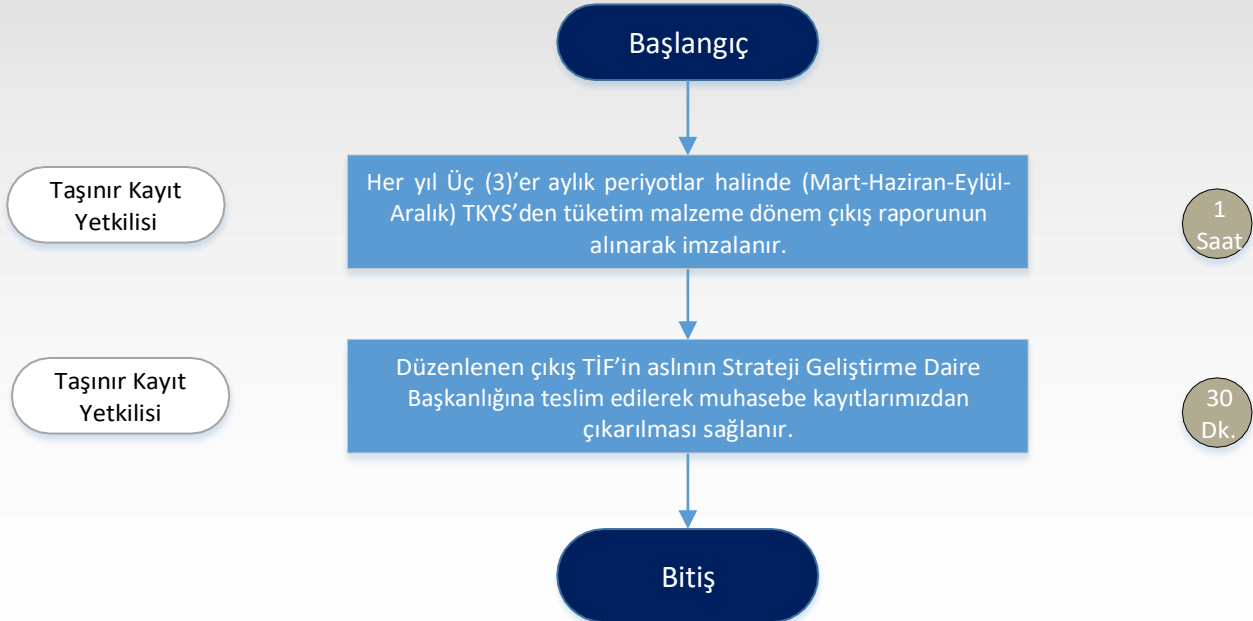 Başlangıç
Taşınır Kayıt
Yetkilisi
Her yıl Üç (3)’er aylık periyotlar halinde (Mart-Haziran-Eylül-
Aralık) TKYS’den tüketim malzeme dönem çıkış raporunun
alınarak imzalanır.
1
Saat
Taşınır Kayıt
Yetkilisi
Düzenlenen çıkış TİF’in aslının Strateji Geliştirme Daire
Başkanlığına teslim edilerek muhasebe kayıtlarımızdan
çıkarılması sağlanır.
30
Dk.
Bitiş